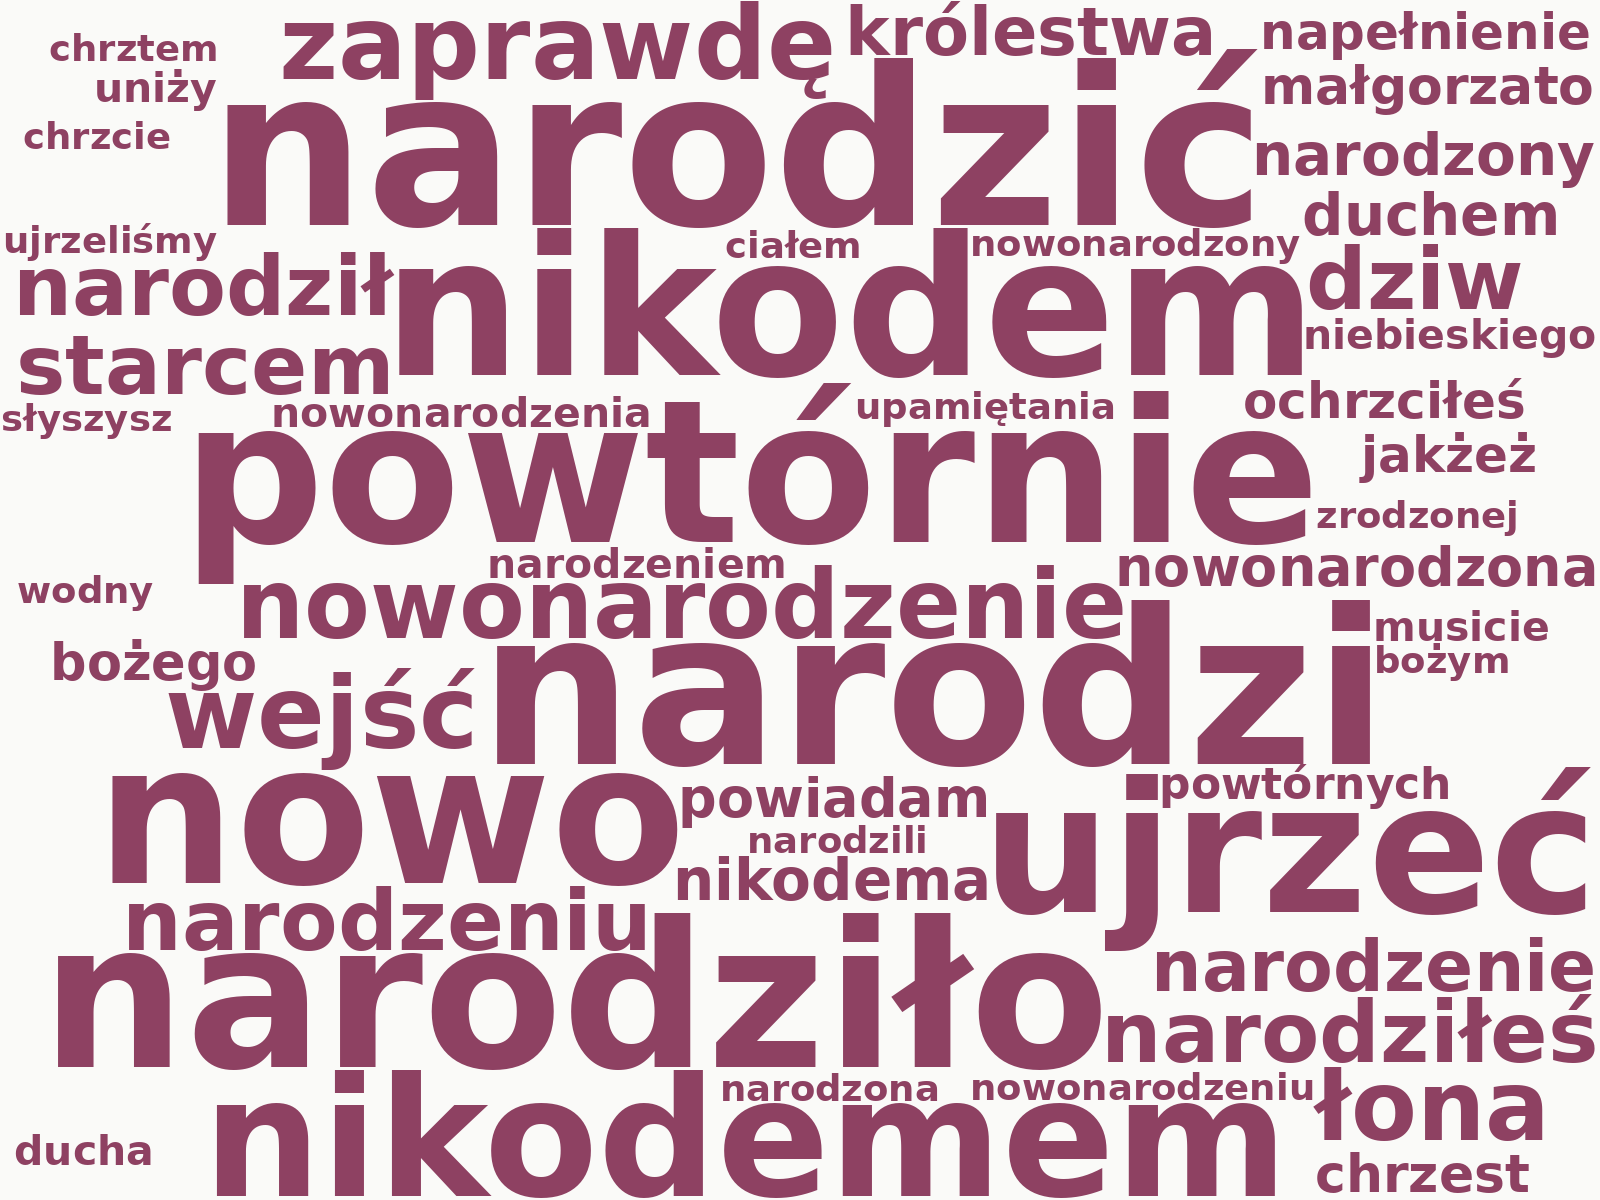 zaprawdę
królestwa
napełnienie
chrztem
uniży
małgorzato
chrzcie
narodzić
narodzony
duchem
ujrzeliśmy
ciałem
nowonarodzony
narodził
nikodem
dziw
niebieskiego
starcem
słyszysz
nowonarodzenia
upamiętania
ochrzciłeś
jakżeż
powtórnie
zrodzonej
narodzeniem
nowonarodzona
wodny
nowonarodzenie
musicie
bożego
bożym
wejść
narodzi
nowo
powiadam
powtórnych
narodzili
ujrzeć
nikodema
narodzeniu
narodzenie
narodziło
narodziłeś
narodzona
nowonarodzeniu
łona
nikodemem
ducha
chrzest